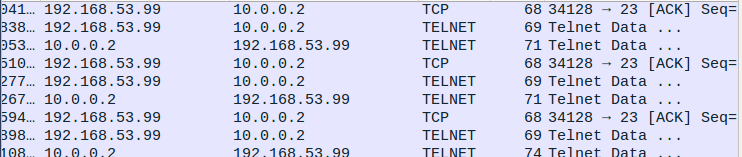 041… 192.168.53.99 10.0.0.2 TCP 68 34128 → 23 [ACK] Seq=
338… 192.168.53.99 10.0.0.2 TELNET 69 Telnet Data ...
053… 10.0.0.2 192.168.53.99 TELNET 71 Telnet Data ...
510… 192.168.53.99 10.0.0.2 TCP 68 34128 → 23 [ACK] Seq=
277… 192.168.53.99 10.0.0.2 TELNET 69 Telnet Data ...
267… 10.0.0.2 192.168.53.99 TELNET 71 Telnet Data ...
594… 192.168.53.99 10.0.0.2 TCP 68 34128 → 23 [ACK] Seq=
398… 192.168.53.99 10.0.0.2 TELNET 69 Telnet Data ...
108… 10.0.0.2 192.168.53.99 TELNET 74 Telnet Data ...